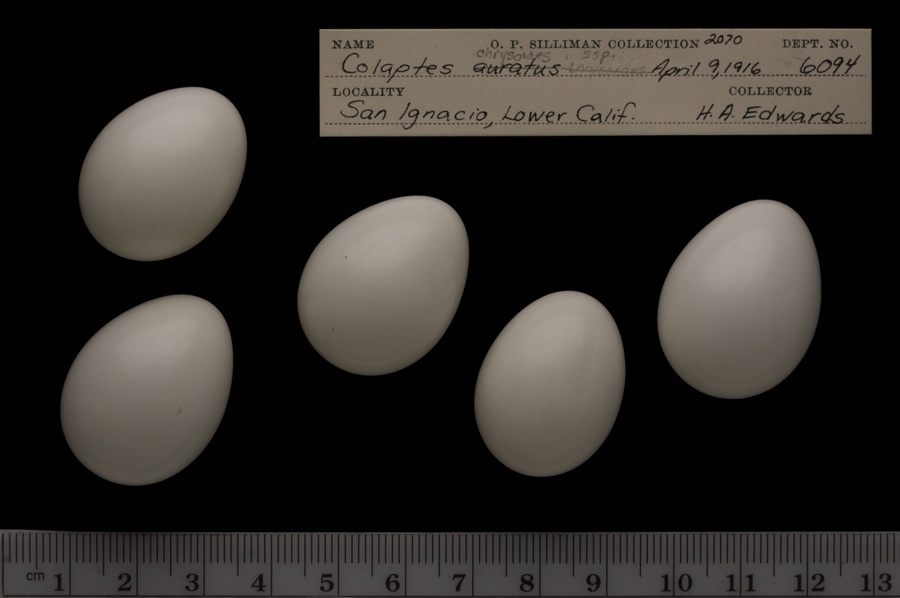 NAME O. P. SILLIMAN COLLECTION 2070 DEPT. NO.
chrysoides ssp.
Colaptes auratus chrysoides April 9, 1916 6094
LOCALITY COLLECTOR
San Ignacio, Lower Calif. H. A. Edwards
cm 1 2 3 4 5 6 7 8 9 10 11 12 13